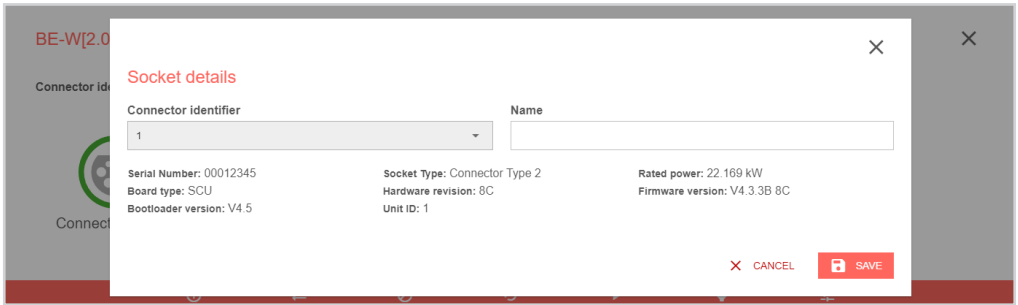 BE-W[2.0
Socket details
Connector ide
Connector identifier
Name
1
Serial Number: 00012345
Socket Type: Connector Type 2
Rated power: 22.169 kW
Board type: SCU
Hardware revision: 8C
Firmware version: V4.3.3B 8C
Bootloader version: V4.5
Unit ID: 1
Connect
CANCEL
SAVE